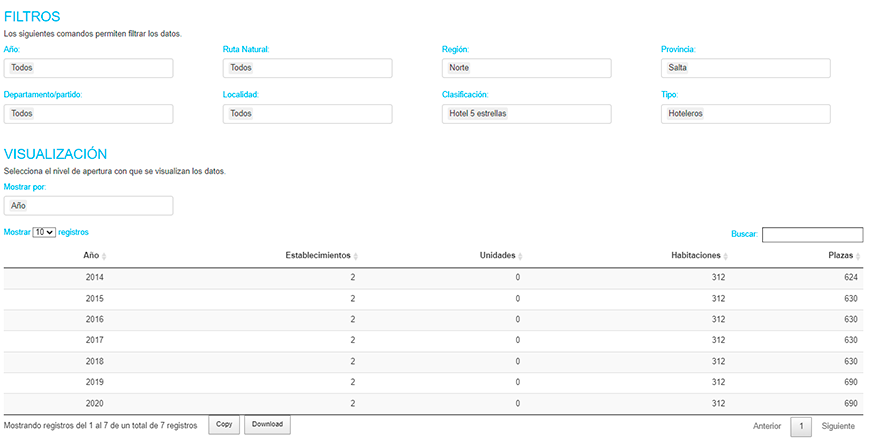 FILTROS
Los siguientes comandos permiten filtrar los datos.
Año: Ruta Natural: Región: Provincia:
Todos Todos Norte Salta
Departamento/partido: Localidad: Clasificación: Tipo:
Todos Todos Hotel 5 estrellas Hoteleros
VISUALIZACIÓN
Selecciona el nivel de apertura con que se visualizan los datos.
Mostrar por:
Año
Mostrar 10 registros Buscar:
Año Establecimientos Unidades Habitaciones Plazas
2014 2 0 312 624
2015 2 0 312 630
2016 2 0 312 630
2017 2 0 312 630
2018 2 0 312 630
2019 2 0 312 690
2020 2 0 312 690
Mostrando registros del 1 al 7 de un total de 7 registros Copy Download Anterior 1 Siguiente